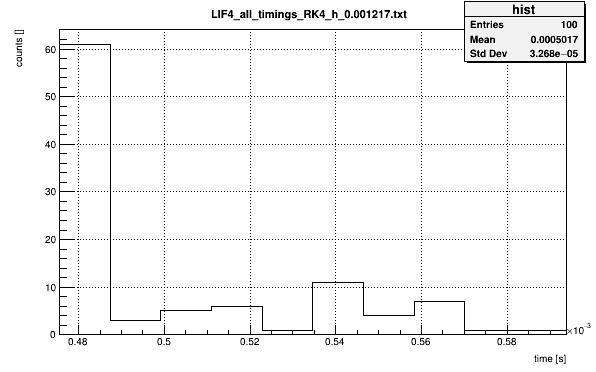 LIF4_all_timings_RK4_h_0.001217.txt
hist
Entries 100
Mean 0.0005017
Std Dev 3.268e−05
counts []
60
50
40
30
20
10
0
0.48 0.5 0.52 0.54 0.56 0.58
×10⁻³
time [s]